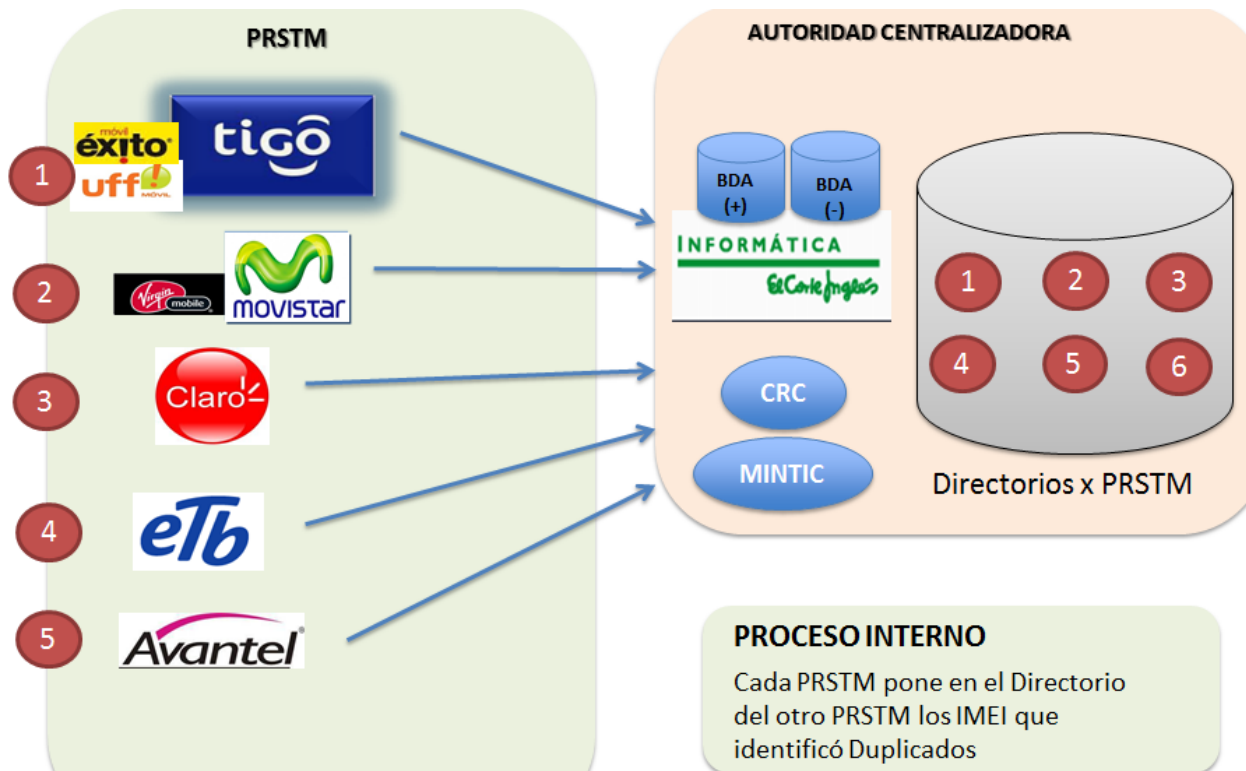 PRSTM
tigo
móvil
éxito
uff!
MÓVIL
1
Virgin
mobile
movistar
2
Claro
3
eTb
4
Avantel
5
AUTORIDAD CENTRALIZADORA
BDA
(+)
BDA
(-)
INFORMÁTICA
El Corte Inglés
CRC
MINTIC
1
2
3
4
5
6
Directorios x PRSTM
PROCESO INTERNO
Cada PRSTM pone en el Directorio
del otro PRSTM los IMEI que
identificó Duplicados